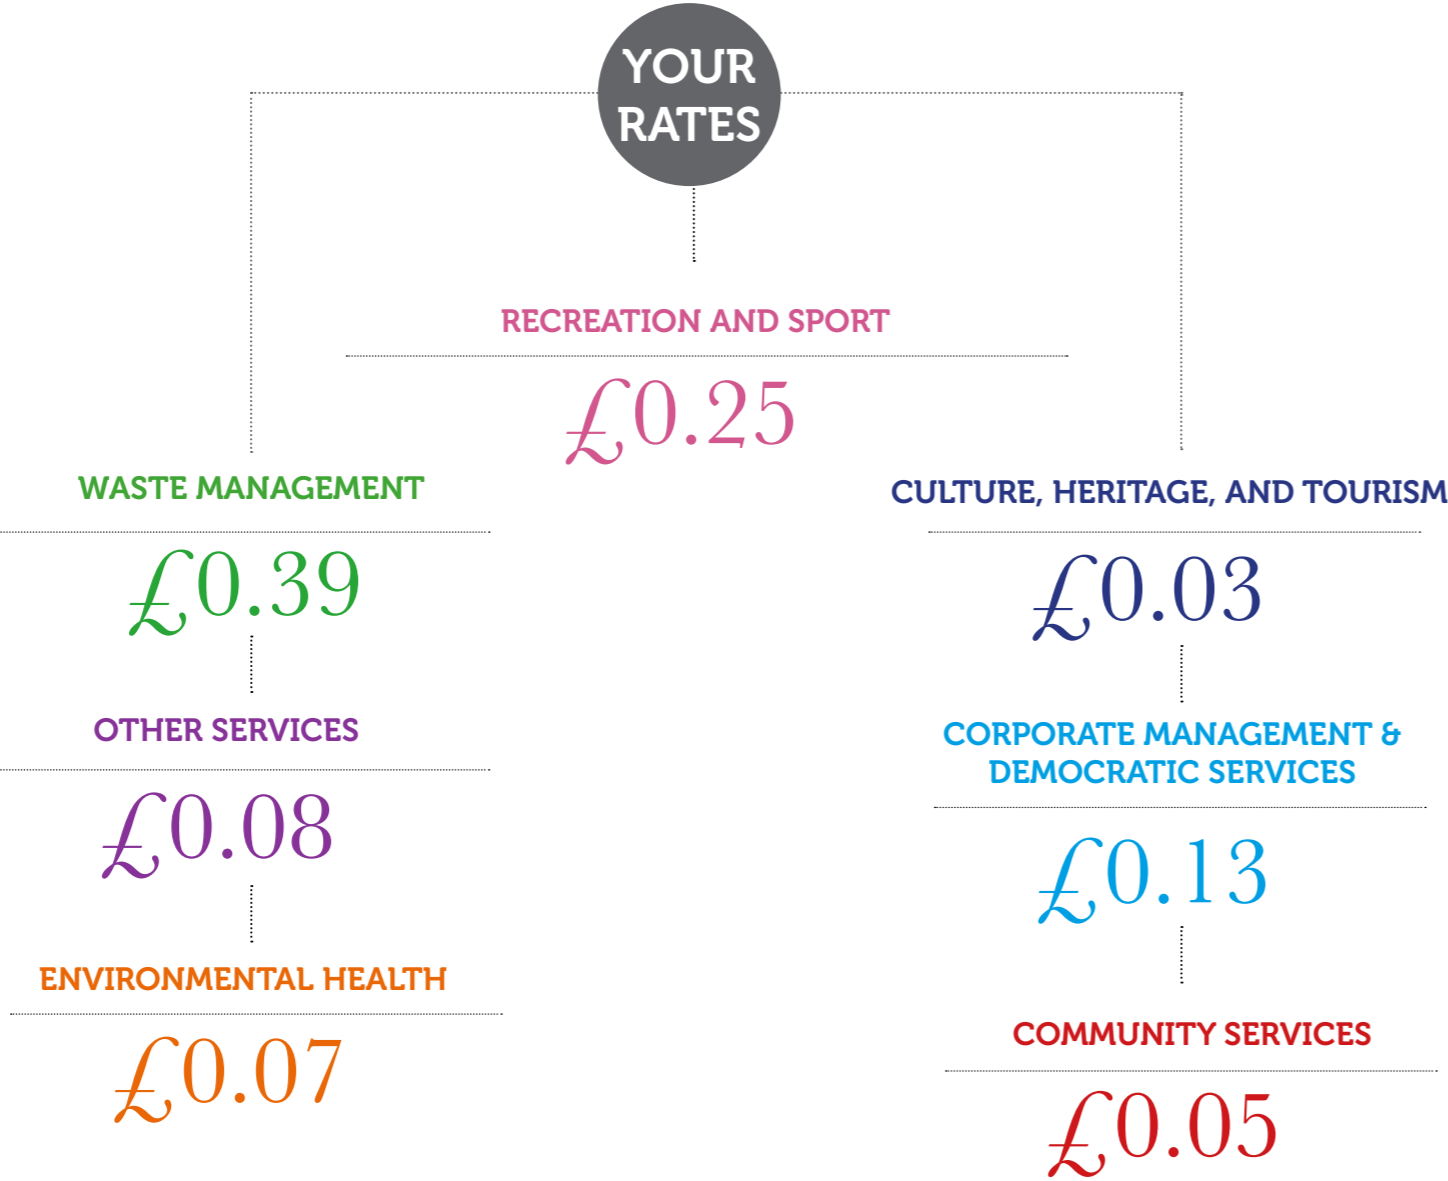 YOUR
RATES
RECREATION AND SPORT
£0.25
WASTE MANAGEMENT
£0.39
OTHER SERVICES
£0.08
ENVIRONMENTAL HEALTH
£0.07
CULTURE, HERITAGE, AND TOURISM
£0.03
CORPORATE MANAGEMENT &
DEMOCRATIC SERVICES
£0.13
COMMUNITY SERVICES
£0.05